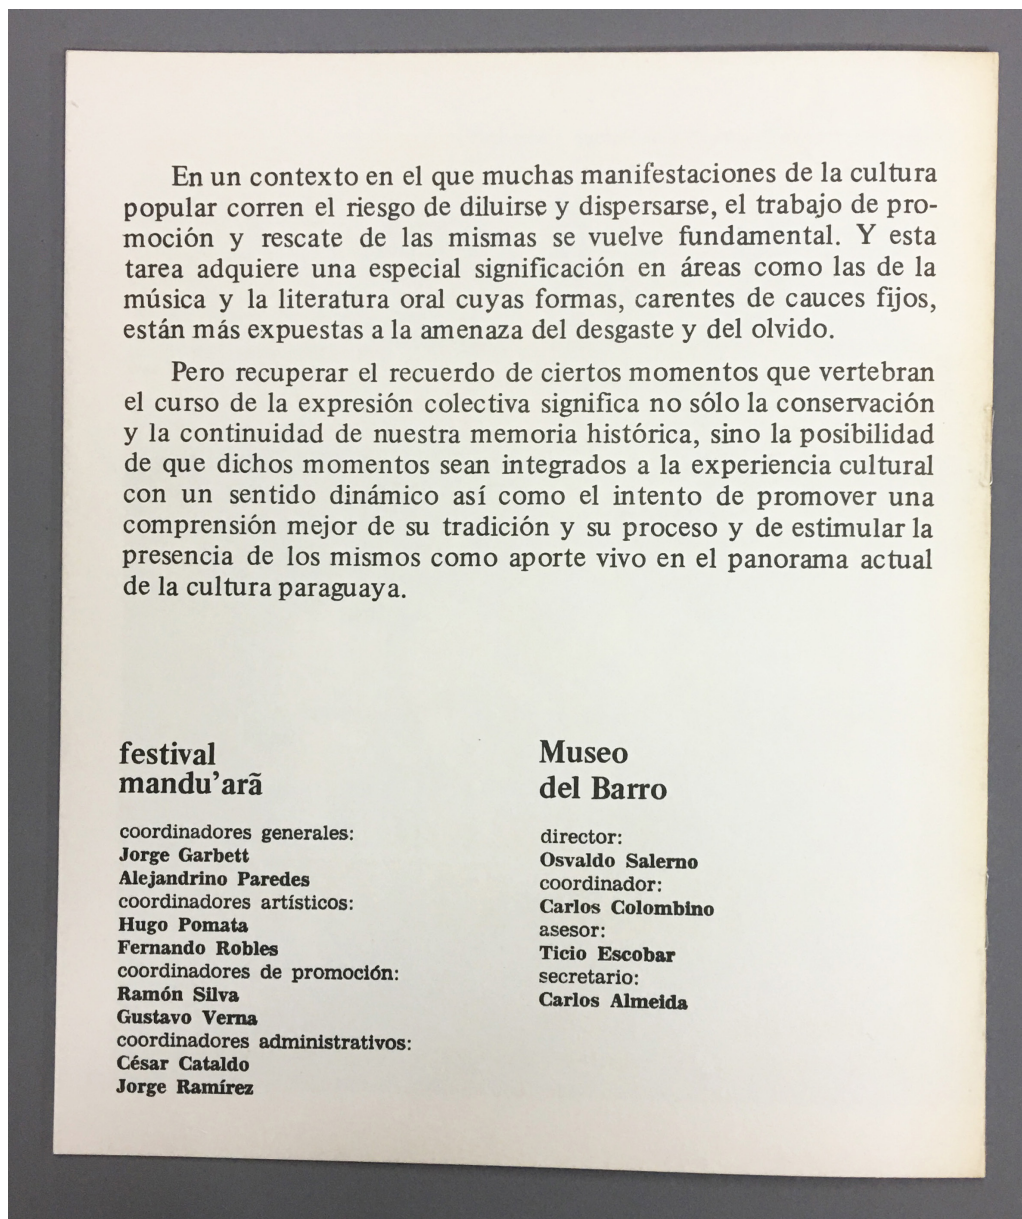 En un contexto en el que muchas manifestaciones de la cultura
popular corren el riesgo de diluirse y dispersarse, el trabajo de pro-
moción y rescate de las mismas se vuelve fundamental. Y esta
tarea adquiere una especial significación en áreas como las de la
música y la literatura oral cuyas formas, carentes de cauces fijos,
están más expuestas a la amenaza del desgaste y del olvido.
Pero recuperar el recuerdo de ciertos momentos que vertebran
el curso de la expresión colectiva significa no sólo la conservación
y la continuidad de nuestra memoria histórica, sino la posibilidad
de que dichos momentos sean integrados a la experiencia cultural
con un sentido dinámico así como el intento de promover una
comprensión mejor de su tradición y su proceso y de estimular la
presencia de los mismos como aporte vivo en el panorama actual
de la cultura paraguaya.
festival
mandu'arã
coordinadores generales:
Jorge Garbett
Alejandrino Paredes
coordinadores artísticos:
Hugo Pomata
Fernando Robles
coordinadores de promoción:
Ramón Silva
Gustavo Verna
coordinadores administrativos:
César Cataldo
Jorge Ramírez
Museo
del Barro
director:
Osvaldo Salerno
coordinador:
Carlos Colombino
asesor:
Ticio Escobar
secretario:
Carlos Almeida